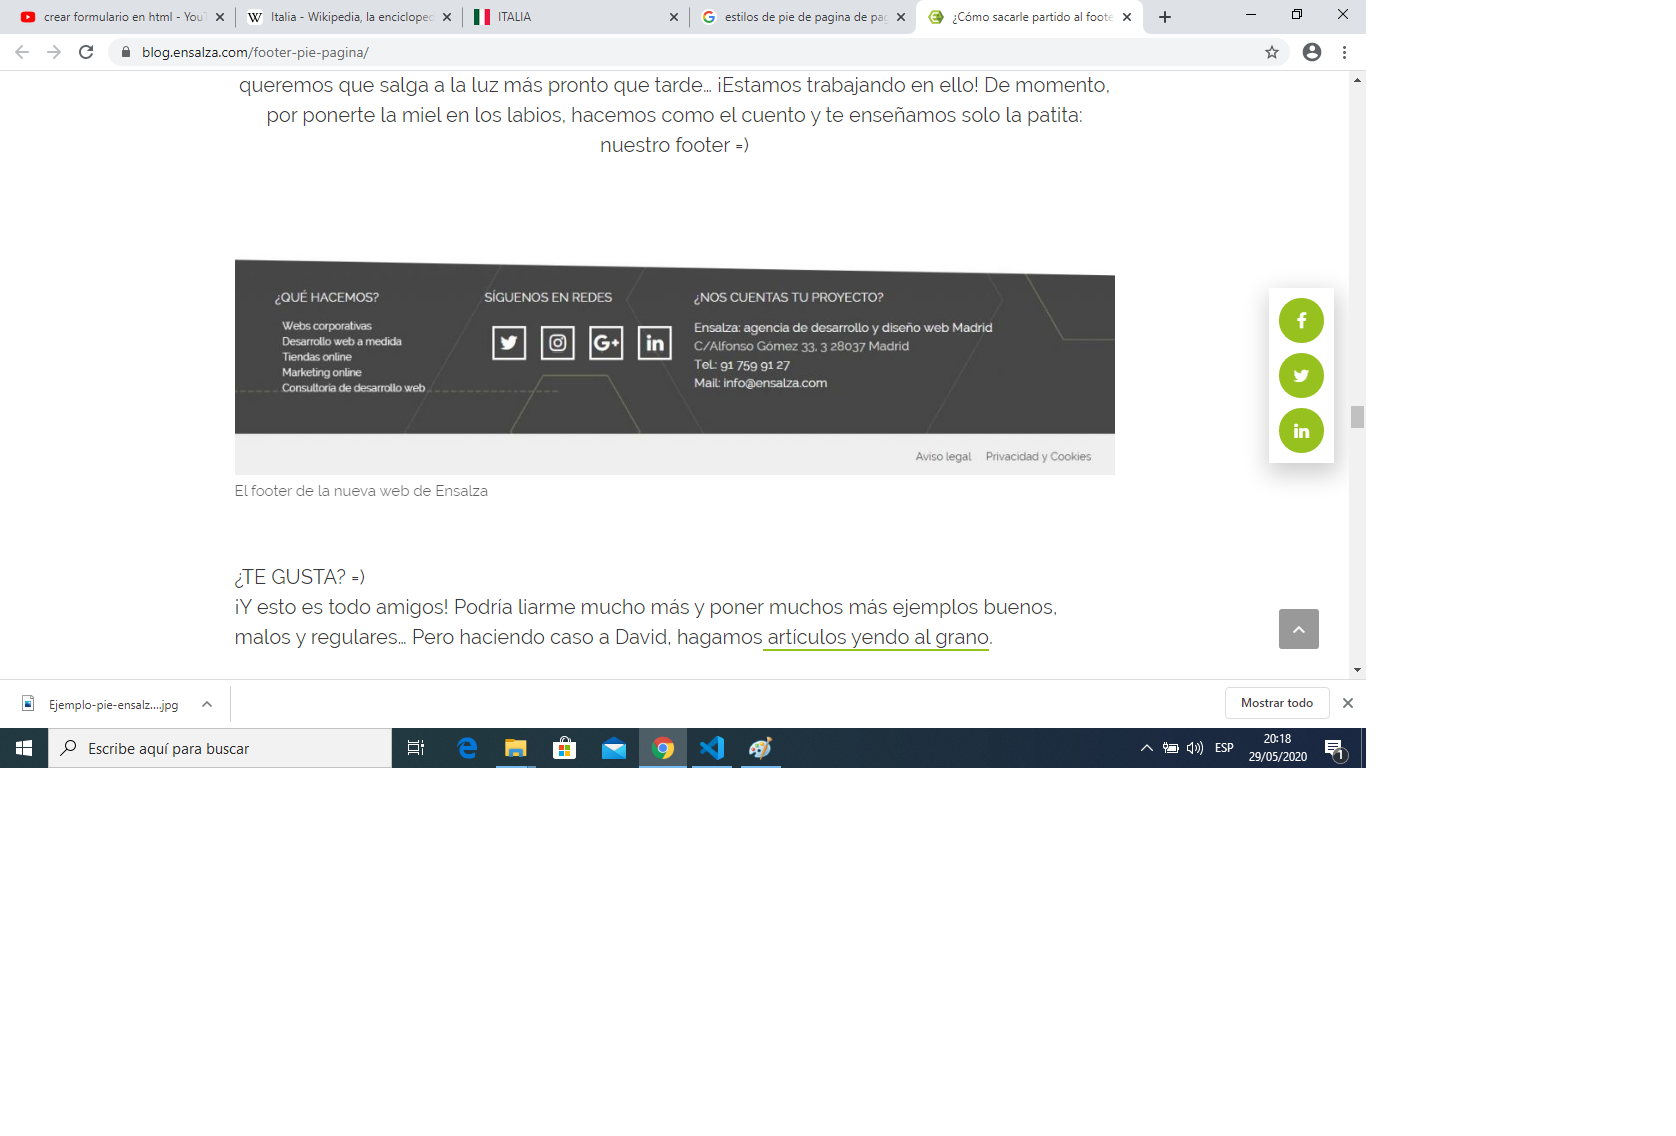 crear formulario en html - You
Italia - Wikipedia, la encicloped
ITALIA
estilos de pie de pagina de pag
¿Cómo sacarle partido al foote
blog.ensalza.com/footer-pie-pagina/
queremos que salga a la luz más pronto que tarde… ¡Estamos trabajando en ello! De momento,
por ponerte la miel en los labios, hacemos como el cuento y te enseñamos solo la patita:
nuestro footer =)
¿QUÉ HACEMOS?
Webs corporativas
Desarrollo web a medida
Tiendas online
Marketing online
Consultoría de desarrollo web
SÍGUENOS EN REDES
¿NOS CUENTAS TU PROYECTO?
Ensalza: agencia de desarrollo y diseño web Madrid
C/Alfonso Gómez 33, 3 28037 Madrid
Tel.: 91 759 91 27
Mail: info@ensalza.com
Aviso legal Privacidad y Cookies
El footer de la nueva web de Ensalza
¿TE GUSTA? =)
¡Y esto es todo amigos! Podría liarme mucho más y poner muchos más ejemplos buenos,
malos y regulares… Pero haciendo caso a David, hagamos artículos yendo al grano.
Ejemplo-pie-ensalz....jpg
Mostrar todo
Escribe aquí para buscar
ESP
20:18
29/05/2020
1